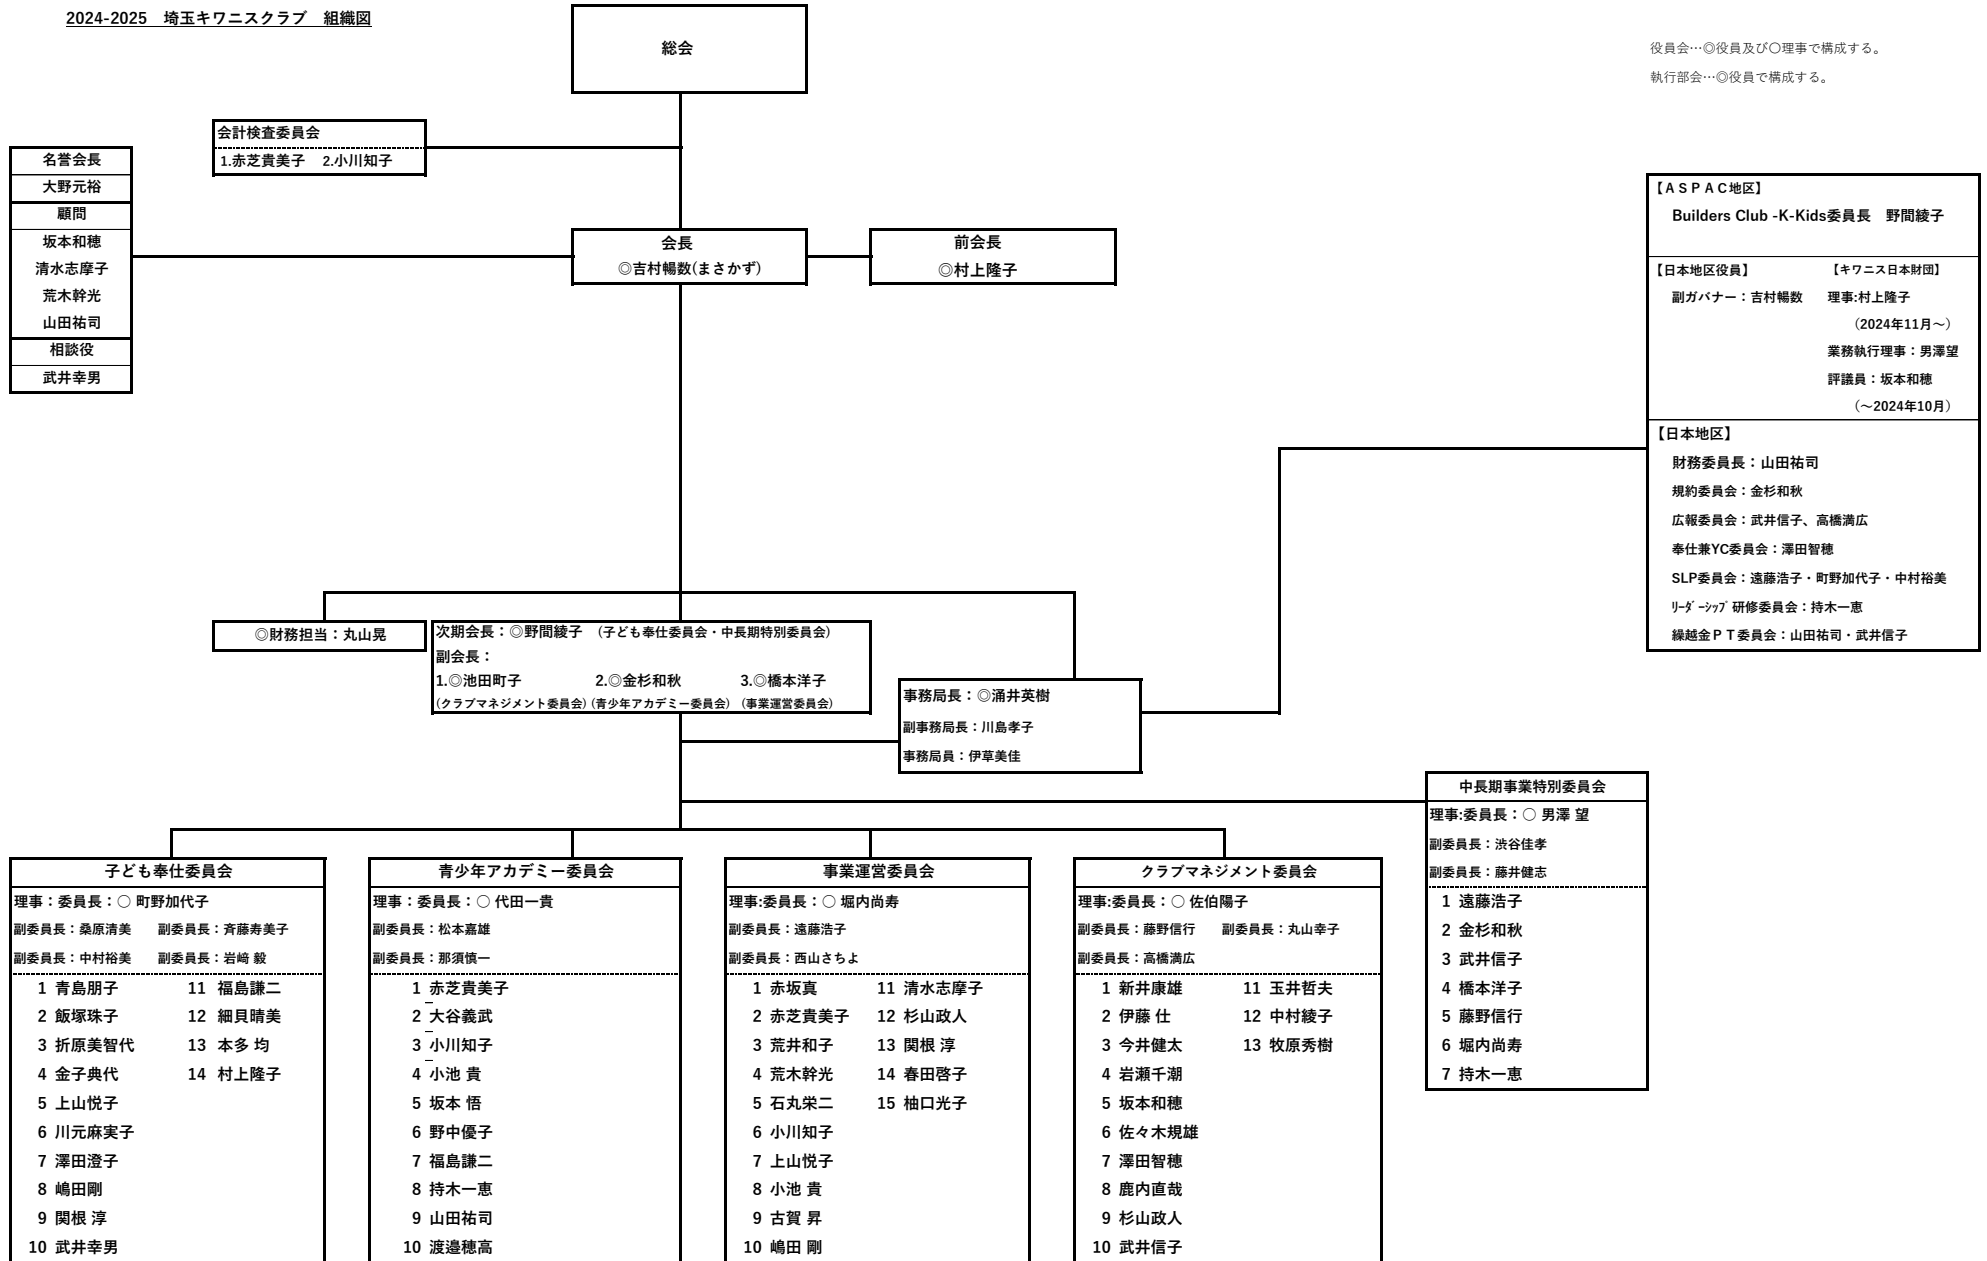 2024-2025　埼玉キワニスクラブ　組織図
総会
役員会…◎役員及び〇理事で構成する。
執行部会…◎役員で構成する。
会計検査委員会
1.赤芝貴美子　2.小川知子
名誉会長
大野元裕
顧問
坂本和穂
清水志摩子
荒木幹光
山田祐司
相談役
武井幸男
会長
◎吉村暢数(まさかず)
前会長
◎村上隆子
【ＡＳＰＡＣ地区】
Builders Club -K-Kids委員長　野間綾子
【日本地区役員】
副ガバナー：吉村暢数
【キワニス日本財団】
理事:村上隆子
（2024年11月～）
業務執行理事：男澤望
評議員：坂本和穂
（～2024年10月）
【日本地区】
財務委員長：山田祐司
規約委員会：金杉和秋
広報委員会：武井信子、高橋満広
奉仕兼YC委員会：澤田智穂
SLP委員会：遠藤浩子・町野加代子・中村裕美
ﾘｰﾀﾞｰｼｯﾌﾟ研修委員会：持木一恵
繰越金ＰＴ委員会：山田祐司・武井信子
◎財務担当：丸山晃
次期会長：◎野間綾子　(子ども奉仕委員会・中長期特別委員会)
副会長：
1.◎池田町子　2.◎金杉和秋　3.◎橋本洋子
(クラブマネジメント委員会) (青少年アカデミー委員会)　(事業運営委員会)
事務局長：◎涌井英樹
副事務局長：川島孝子
事務局員：伊草美佳
中長期事業特別委員会
理事:委員長：〇 男澤 望
副委員長：渋谷佳孝
副委員長：藤井健志
1 遠藤浩子
2 金杉和秋
3 武井信子
4 橋本洋子
5 藤野信行
6 堀内尚寿
7 持木一恵
子ども奉仕委員会
理事：委員長：〇 町野加代子
副委員長：桑原清美　副委員長：斉藤寿美子
副委員長：中村裕美　副委員長：岩﨑 毅
1 青島朋子　11 福島謙二
2 飯塚珠子　12 細貝晴美
3 折原美智代　13 本多 均
4 金子典代　14 村上隆子
5 上山悦子
6 川元麻実子
7 澤田澄子
8 嶋田剛
9 関根 淳
10 武井幸男
青少年アカデミー委員会
理事：委員長：〇 代田一貴
副委員長：松本嘉雄
副委員長：那須慎一
1 赤芝貴美子
2 大谷義武
3 小川知子
4 小池 貴
5 坂本 悟
6 野中優子
7 福島謙二
8 持木一恵
9 山田祐司
10 渡邉穂高
事業運営委員会
理事:委員長：〇 堀内尚寿
副委員長：遠藤浩子
副委員長：西山さちよ
1 赤坂真　11 清水志摩子
2 赤芝貴美子　12 杉山政人
3 荒井和子　13 関根 淳
4 荒木幹光　14 春田啓子
5 石丸栄二　15 柚口光子
6 小川知子
7 上山悦子
8 小池 貴
9 古賀 昇
10 嶋田 剛
クラブマネジメント委員会
理事:委員長：〇 佐伯陽子
副委員長：藤野信行　副委員長：丸山幸子
副委員長：高橋満広
1 新井康雄　11 玉井哲夫
2 伊藤 仕　12 中村綾子
3 今井健太　13 牧原秀樹
4 岩瀬千潮
5 坂本和穂
6 佐々木規雄
7 澤田智穂
8 鹿内直哉
9 杉山政人
10 武井信子